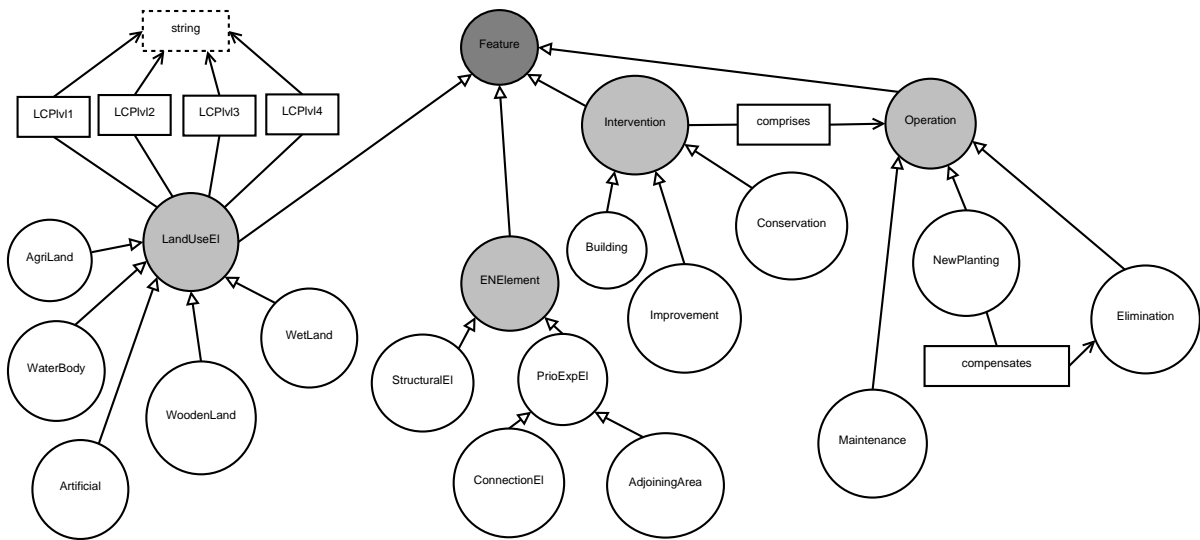 string
Feature
LCPlvl1
LCPlvl2
LCPlvl3
LCPlvl4
Intervention
comprises
Operation
LandUseEl
AgriLand
Building
Conservation
NewPlanting
ENElement
Improvement
Elimination
WetLand
WaterBody
StructuralEl
PrioExpEl
compensates
WoodenLand
Maintenance
Artificial
ConnectionEl
AdjoiningArea